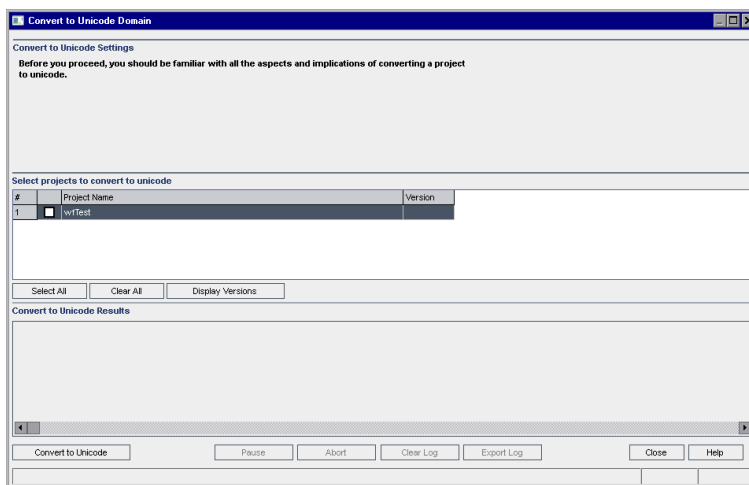 Convert to Unicode Domain
Convert to Unicode Settings
Before you proceed, you should be familiar with all the aspects and implications of converting a project
to unicode.
Select projects to convert to unicode
# Project Name Version
1 wfTest
Select All Clear All Display Versions
Convert to Unicode Results
Convert to Unicode Pause Abort Clear Log Export Log Close Help